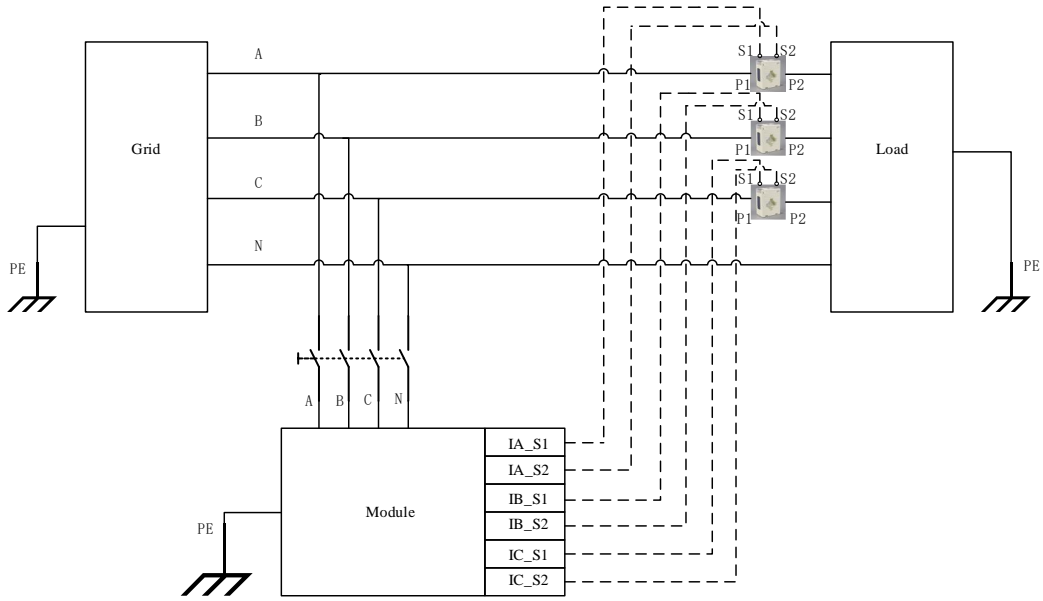 A
S1 S2
P1 P2
B
S1 S2
Grid
P1 P2
Load
C
S1 S2
P1 P2
N
PE
PE
A B C N
IA_S1
IA_S2
IB_S1
Module
IB_S2
PE
IC_S1
IC_S2